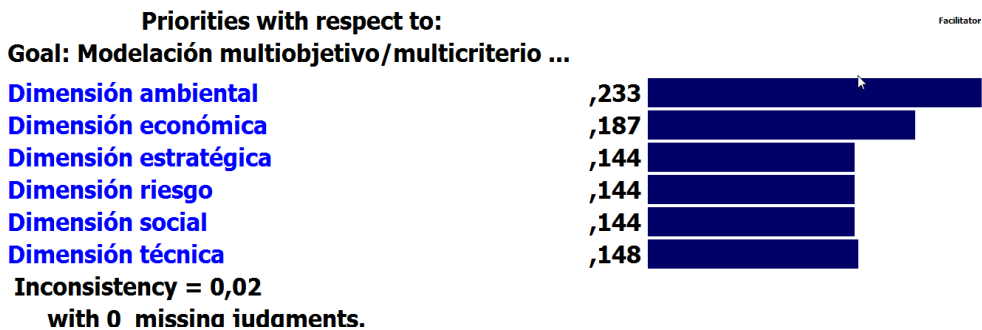 Priorities with respect to:
Facilitator
Goal: Modelación multiobjetivo/multicriterio ...
Dimensión ambiental ,233
Dimensión económica ,187
Dimensión estratégica ,144
Dimensión riesgo ,144
Dimensión social ,144
Dimensión técnica ,148
Inconsistency = 0,02
with 0 missing judgments.